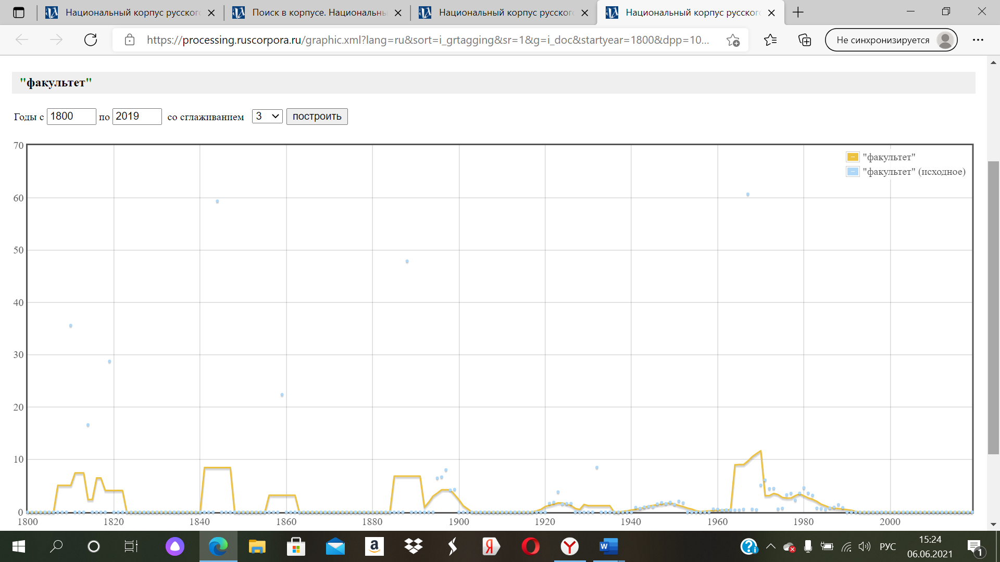 Национальный корпус русског
Поиск в корпусе. Национальны
Национальный корпус русског
Национальный корпус русског
https://processing.ruscorpora.ru/graphic.xml?lang=ru&sort=i_grtagging&sr=1&g=i_doc&startyear=1800&dpp=10...
Не синхронизируется
"факультет"
Годы с 1800 по 2019 со сглаживанием 3 построить
70
"факультет"
"факультет" (исходное)
60
50
40
30
20
10
0
1800 1820 1840 1860 1880 1900 1920 1940 1960 1980 2000
15:24
РУС
06.06.2021
1